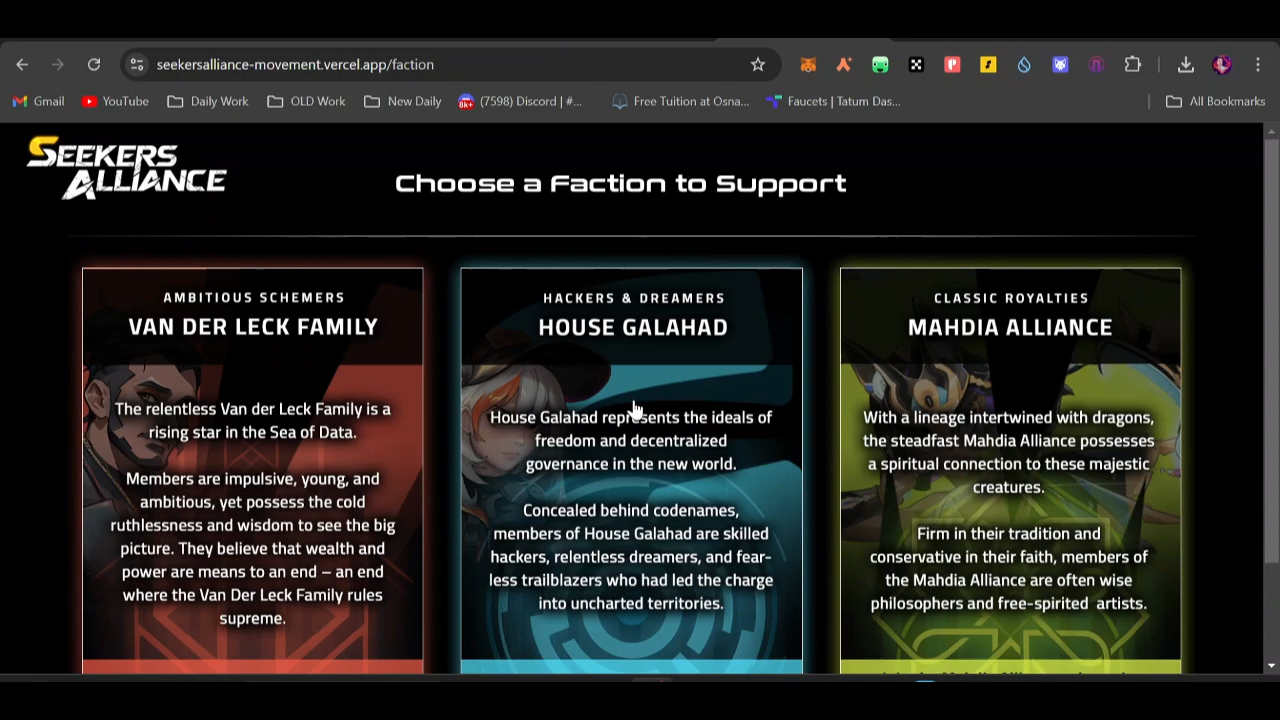 seekersalliance-movement.vercel.app/faction
Gmail
YouTube
Daily Work
OLD Work
New Daily
(7598) Discord | #...
Free Tuition at Osna...
Faucets | Tatum Das...
All Bookmarks
SEEKERS
ALLIANCE
Choose a Faction to Support
AMBITIOUS SCHEMERS
VAN DER LECK FAMILY
The relentless Van der Leck Family is a
rising star in the Sea of Data.
Members are impulsive, young, and
ambitious, yet possess the cold
ruthlessness and wisdom to see the big
picture. They believe that wealth and
power are means to an end – an end
where the Van Der Leck Family rules
supreme.
HACKERS & DREAMERS
HOUSE GALAHAD
House Galahad represents the ideals of
freedom and decentralized
governance in the new world.
Concealed behind codenames,
members of House Galahad are skilled
hackers, relentless dreamers, and fear-
less trailblazers who had led the charge
into uncharted territories.
CLASSIC ROYALTIES
MAHDIA ALLIANCE
With a lineage intertwined with dragons,
the steadfast Mahdia Alliance possesses
a spiritual connection to these majestic
creatures.
Firm in their tradition and
conservative in their faith, members of
the Mahdia Alliance are often wise
philosophers and free-spirited artists.